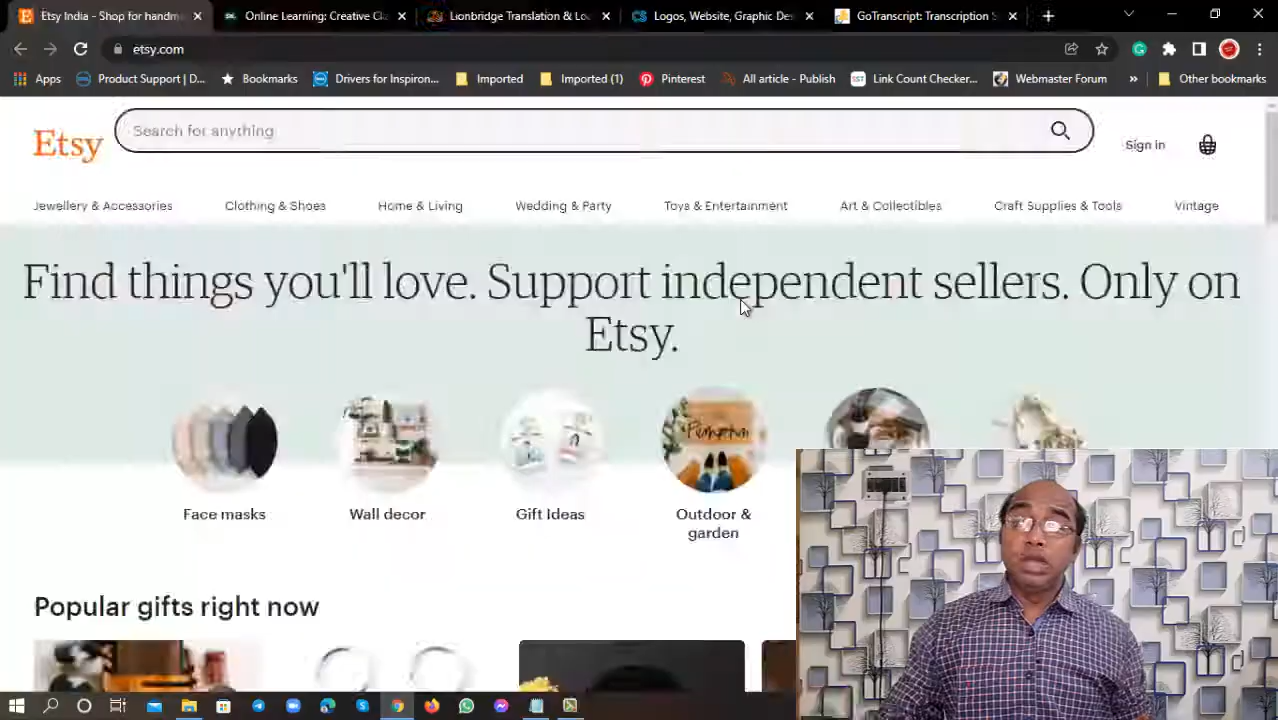 Etsy India - Shop for handm
Online Learning: Creative Cla
Lionbridge Translation & Loc
Logos, Website, Graphic Des
GoTranscript: Transcription S
etsy.com
Apps
Product Support | D...
Bookmarks
Drivers for Inspiron...
Imported
Imported (1)
Pinterest
All article - Publish
SST
Link Count Checker...
Webmaster Forum
Other bookmarks
Etsy
Search for anything
Sign in
Jewellery & Accessories
Clothing & Shoes
Home & Living
Wedding & Party
Toys & Entertainment
Art & Collectibles
Craft Supplies & Tools
Vintage
Find things you'll love. Support independent sellers. Only on
Etsy.
Face masks
Wall decor
Gift Ideas
Outdoor &
garden
Popular gifts right now